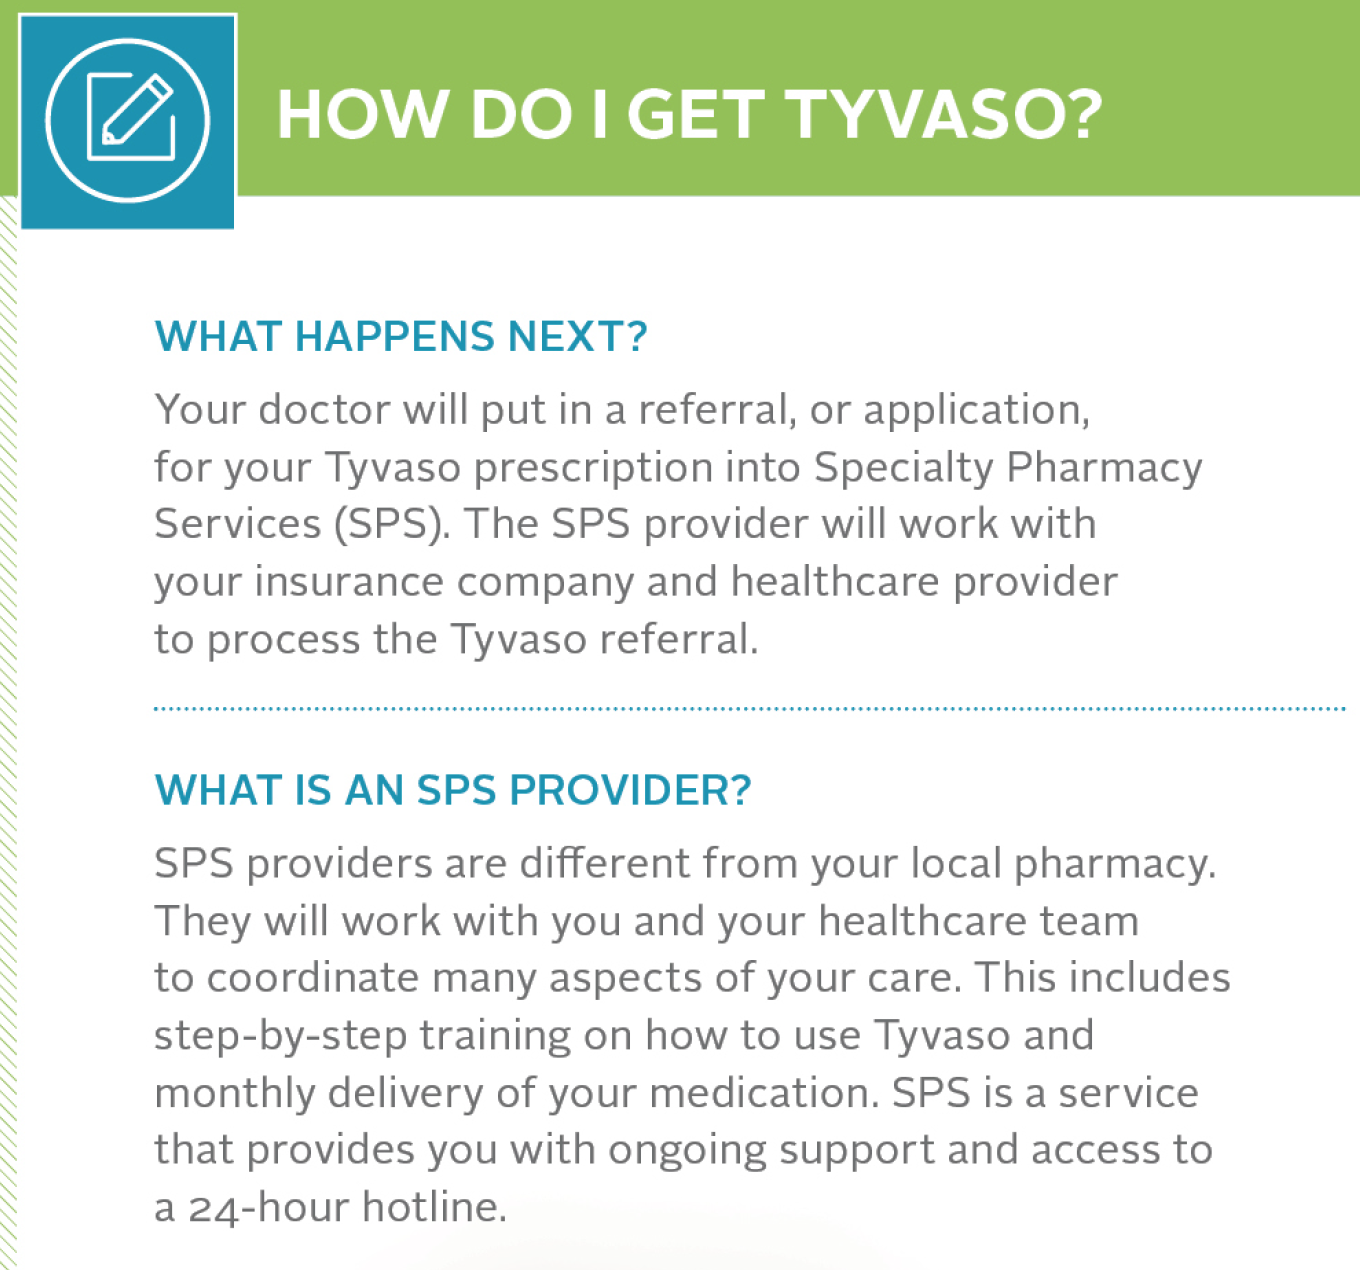 HOW DO I GET TYVASO?
WHAT HAPPENS NEXT?
Your doctor will put in a referral, or application,
for your Tyvaso prescription into Specialty Pharmacy
Services (SPS). The SPS provider will work with
your insurance company and healthcare provider
to process the Tyvaso referral.
WHAT IS AN SPS PROVIDER?
SPS providers are different from your local pharmacy.
They will work with you and your healthcare team
to coordinate many aspects of your care. This includes
step-by-step training on how to use Tyvaso and
monthly delivery of your medication. SPS is a service
that provides you with ongoing support and access to
a 24-hour hotline.